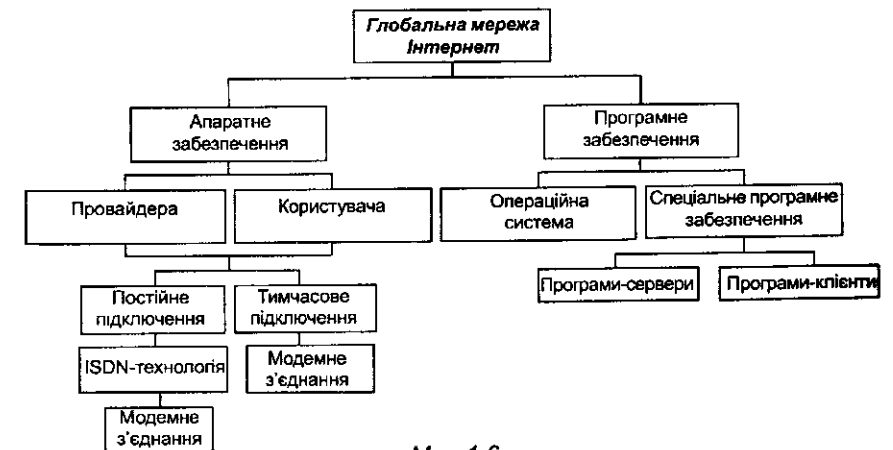 Глобальна мережа
Інтернет
Апаратне
забезпечення
Програмне
забезпечення
Провайдера
Користувача
Операційна
система
Спеціальне програмне
забезпечення
Постійне
підключення
Тимчасове
підключення
Програми-сервери
Програми-клієнти
ISDN-технологія
Модемне
з'єднання
Модемне
з'єднання